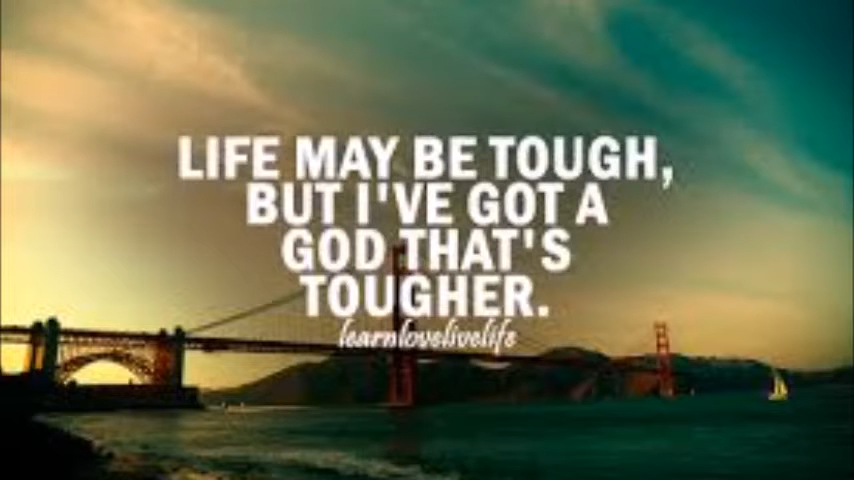 LIFE MAY BE TOUGH,
BUT I'VE GOT A
GOD THAT'S
TOUGHER.
learnlovelivelife